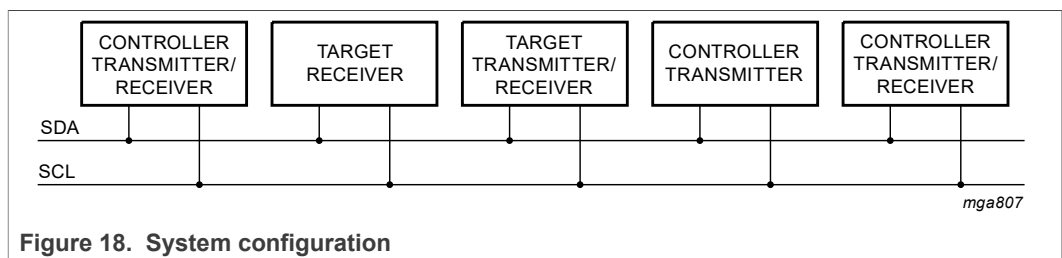 CONTROLLER
TRANSMITTER/
RECEIVER
TARGET
RECEIVER
TARGET
TRANSMITTER/
RECEIVER
CONTROLLER
TRANSMITTER
CONTROLLER
TRANSMITTER/
RECEIVER
SDA
SCL
mga807
Figure 18. System configuration